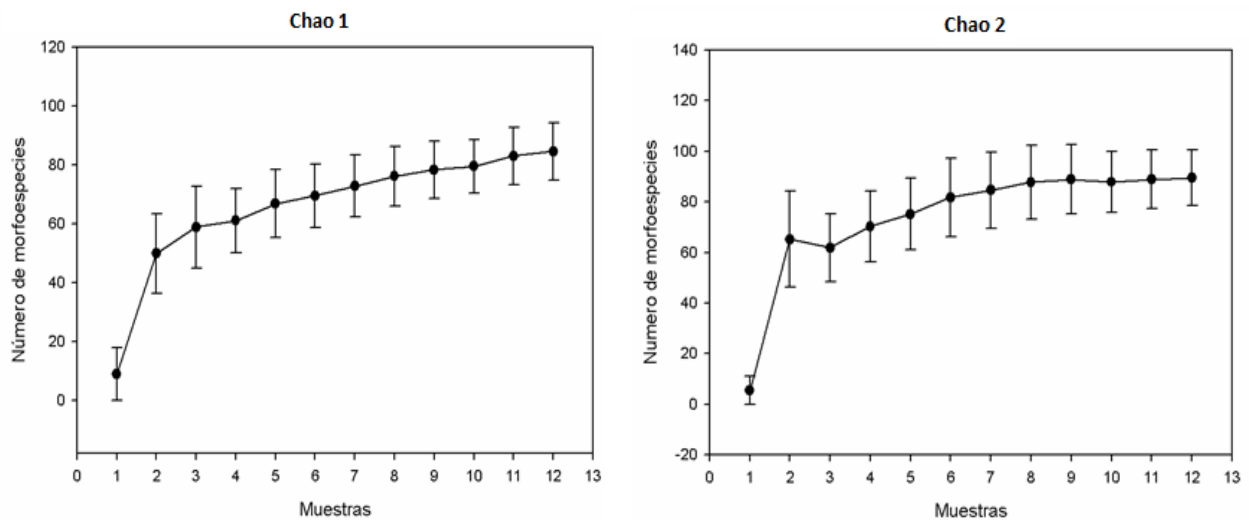 Chao 1
120
100
80
60
40
20
0
Número de morfoespecies
0 1 2 3 4 5 6 7 8 9 10 11 12 13
Muestras
Chao 2
140
120
100
80
60
40
20
0
-20
Numero de morfoespecies
0 1 2 3 4 5 6 7 8 9 10 11 12 13
Muestras